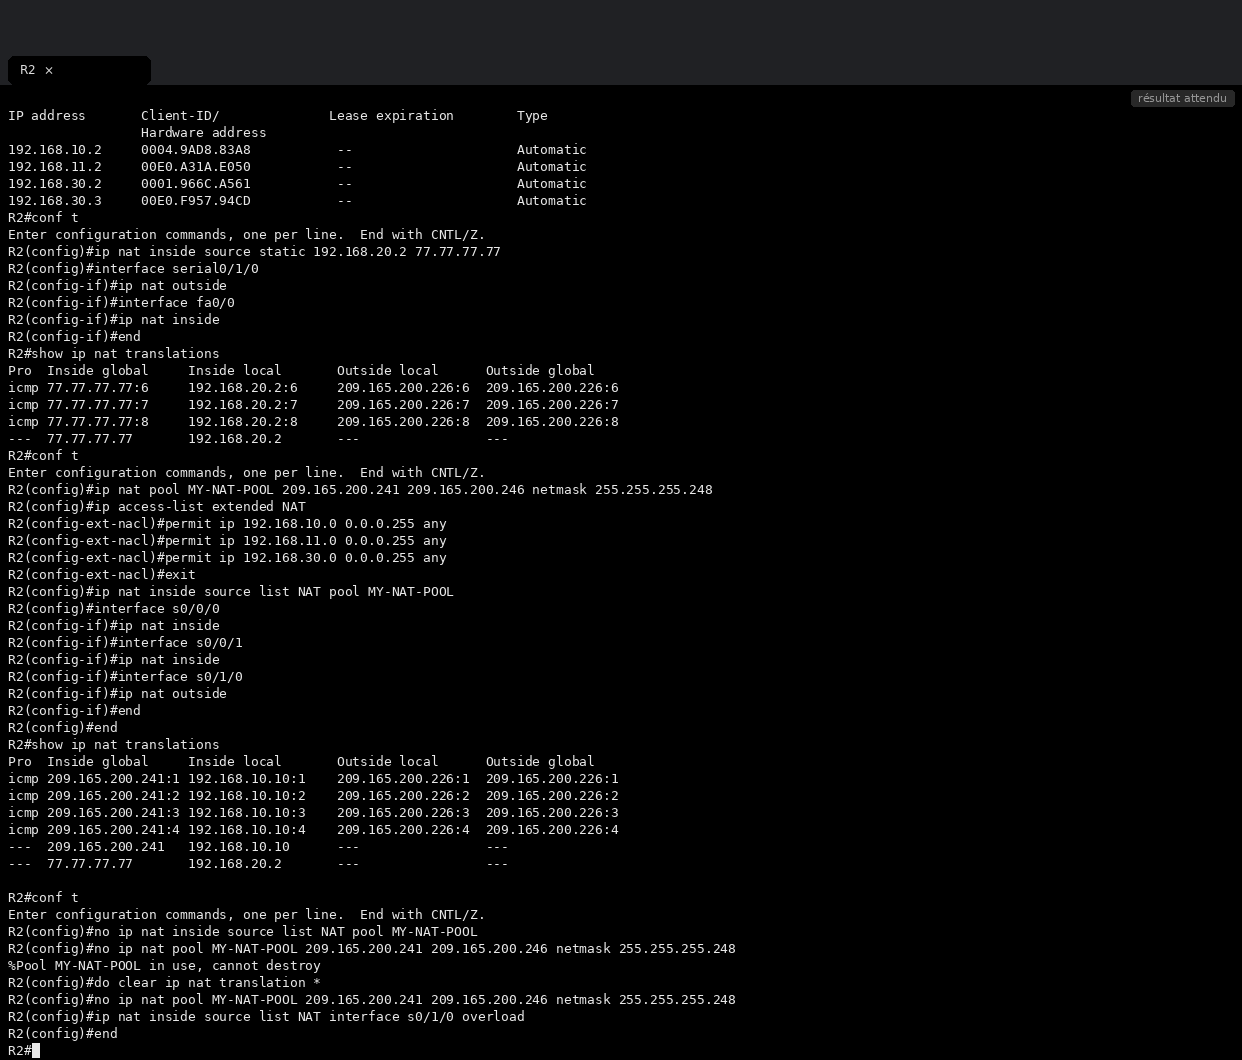 R2 ×
résultat attendu
IP address       Client-ID/              Lease expiration        Type
                 Hardware address
192.168.10.2     0004.9AD8.83A8           --                     Automatic
192.168.11.2     00E0.A31A.E050           --                     Automatic
192.168.30.2     0001.966C.A561           --                     Automatic
192.168.30.3     00E0.F957.94CD           --                     Automatic
R2#conf t
Enter configuration commands, one per line.  End with CNTL/Z.
R2(config)#ip nat inside source static 192.168.20.2 77.77.77.77
R2(config)#interface serial0/1/0
R2(config-if)#ip nat outside
R2(config-if)#interface fa0/0
R2(config-if)#ip nat inside
R2(config-if)#end
R2#show ip nat translations
Pro  Inside global     Inside local       Outside local      Outside global
icmp 77.77.77.77:6     192.168.20.2:6     209.165.200.226:6  209.165.200.226:6
icmp 77.77.77.77:7     192.168.20.2:7     209.165.200.226:7  209.165.200.226:7
icmp 77.77.77.77:8     192.168.20.2:8     209.165.200.226:8  209.165.200.226:8
---  77.77.77.77       192.168.20.2       ---                ---
R2#conf t
Enter configuration commands, one per line.  End with CNTL/Z.
R2(config)#ip nat pool MY-NAT-POOL 209.165.200.241 209.165.200.246 netmask 255.255.255.248
R2(config)#ip access-list extended NAT
R2(config-ext-nacl)#permit ip 192.168.10.0 0.0.0.255 any
R2(config-ext-nacl)#permit ip 192.168.11.0 0.0.0.255 any
R2(config-ext-nacl)#permit ip 192.168.30.0 0.0.0.255 any
R2(config-ext-nacl)#exit
R2(config)#ip nat inside source list NAT pool MY-NAT-POOL
R2(config)#interface s0/0/0
R2(config-if)#ip nat inside
R2(config-if)#interface s0/0/1
R2(config-if)#ip nat inside
R2(config-if)#interface s0/1/0
R2(config-if)#ip nat outside
R2(config-if)#end
R2(config)#end
R2#show ip nat translations
Pro  Inside global     Inside local       Outside local      Outside global
icmp 209.165.200.241:1 192.168.10.10:1    209.165.200.226:1  209.165.200.226:1
icmp 209.165.200.241:2 192.168.10.10:2    209.165.200.226:2  209.165.200.226:2
icmp 209.165.200.241:3 192.168.10.10:3    209.165.200.226:3  209.165.200.226:3
icmp 209.165.200.241:4 192.168.10.10:4    209.165.200.226:4  209.165.200.226:4
---  209.165.200.241   192.168.10.10      ---                ---
---  77.77.77.77       192.168.20.2       ---                ---
R2#conf t
Enter configuration commands, one per line.  End with CNTL/Z.
R2(config)#no ip nat inside source list NAT pool MY-NAT-POOL
R2(config)#no ip nat pool MY-NAT-POOL 209.165.200.241 209.165.200.246 netmask 255.255.255.248
%Pool MY-NAT-POOL in use, cannot destroy
R2(config)#do clear ip nat translation *
R2(config)#no ip nat pool MY-NAT-POOL 209.165.200.241 209.165.200.246 netmask 255.255.255.248
R2(config)#ip nat inside source list NAT interface s0/1/0 overload
R2(config)#end
R2#